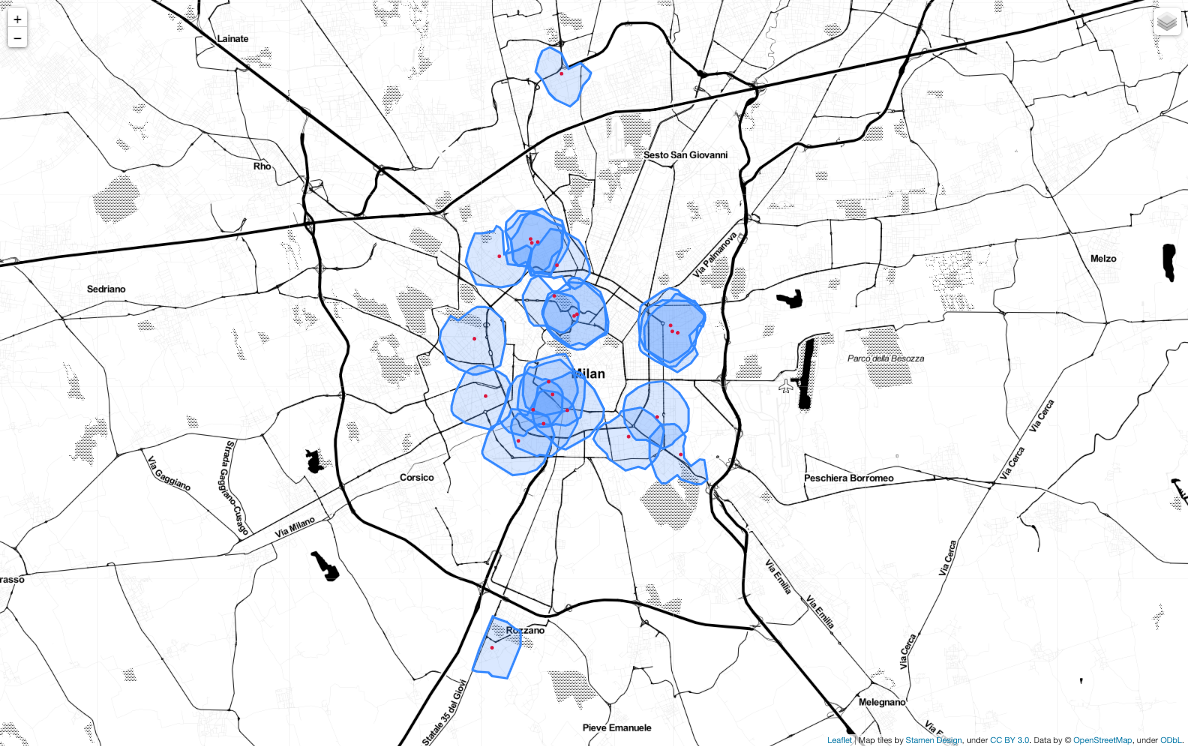 +
−
Lainate
Sesto San Giovanni
Rho
Via Palmanova
Melzo
Sedriano
Parco della Besozza
Milan
Via Cerca
Strada Gaggiano-Cusago
Via Gaggiano
Corsico
Via Cerca
Peschiera Borromeo
Via Milano
Via Cerca
rasso
Via Emilia
Via Emilia
Rozzano
Via Cerca
Statale 35 dei Giovi
Melegnano
Pieve Emanuele
Leaflet | Map tiles by Stamen Design, under CC BY 3.0. Data by © OpenStreetMap, under ODbL.